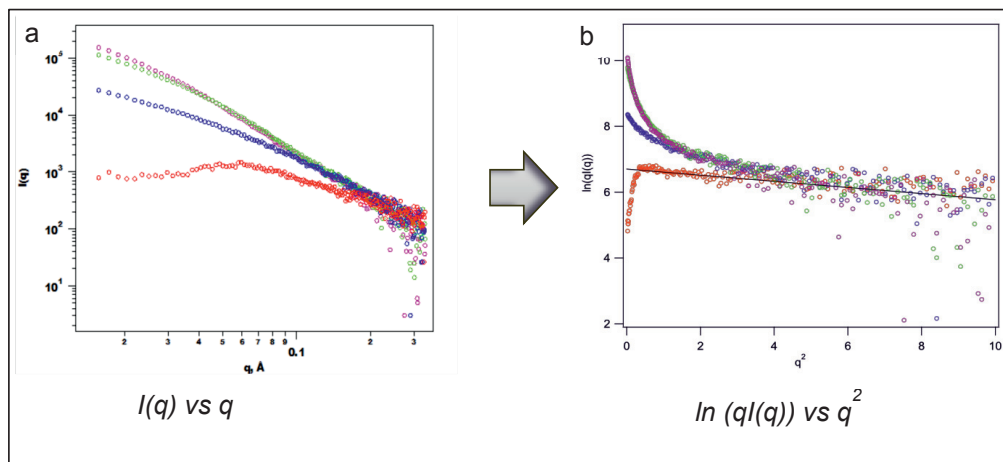 a
10^5
10^4
10^3
10^2
10^1
I(q)
2 3 4 5 6 7 8 9 0.1 2 3
q, Å
I(q) vs q
b
10
8
6
4
2
ln(qI(q))
0 2 4 6 8 10
q^2
ln (qI(q)) vs q^2